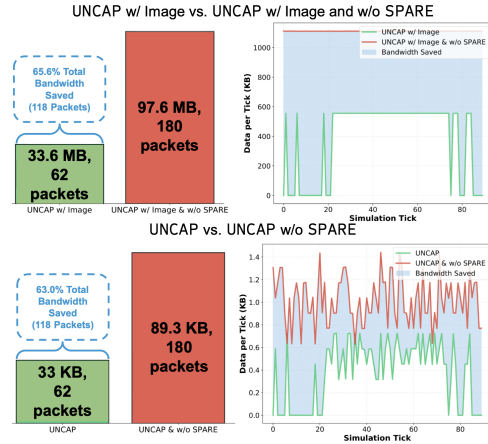 UNCAP w/ Image vs. UNCAP w/ Image and w/o SPARE
65.6% Total
Bandwidth
Saved
(118 Packets)
33.6 MB,
62
packets
97.6 MB,
180
packets
UNCAP w/ Image
UNCAP w/ Image & w/o SPARE
Data per Tick (KB)
1000
800
600
400
200
0
UNCAP w/ Image
UNCAP w/ Image & w/o SPARE
Bandwidth Saved
0 20 40 60 80
Simulation Tick
UNCAP vs. UNCAP w/o SPARE
63.0% Total
Bandwidth
Saved
(118 Packets)
33 KB,
62
packets
89.3 KB,
180
packets
UNCAP
UNCAP & w/o SPARE
Data per Tick (KB)
1.4
1.2
1.0
0.8
0.6
0.4
0.2
0.0
UNCAP
UNCAP & w/o SPARE
Bandwidth Saved
0 20 40 60 80
Simulation Tick